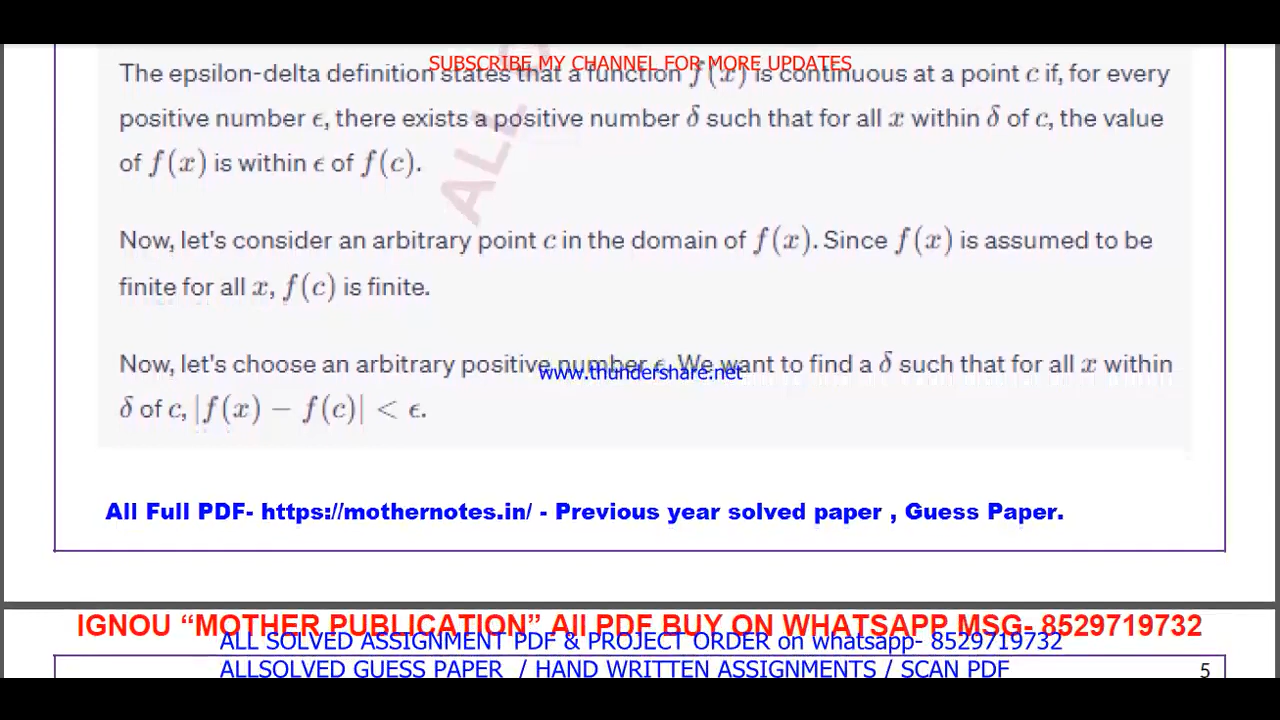 SUBSCRIBE MY CHANNEL FOR MORE UPDATES
The epsilon-delta definition states that a function f(x) is continuous at a point c if, for every
positive number ϵ, there exists a positive number δ such that for all x within δ of c, the value
of f(x) is within ϵ of f(c).
ALL
Now, let's consider an arbitrary point c in the domain of f(x). Since f(x) is assumed to be
finite for all x, f(c) is finite.
Now, let's choose an arbitrary positive number ϵ. We want to find a δ such that for all x within
www.thundershare.net
δ of c, |f(x) − f(c)| < ϵ.
All Full PDF- https://mothernotes.in/ - Previous year solved paper , Guess Paper.
IGNOU “MOTHER PUBLICATION” All PDF BUY ON WHATSAPP MSG- 8529719732
ALL SOLVED ASSIGNMENT PDF & PROJECT ORDER on whatsapp- 8529719732
ALLSOLVED GUESS PAPER / HAND WRITTEN ASSIGNMENTS / SCAN PDF
5